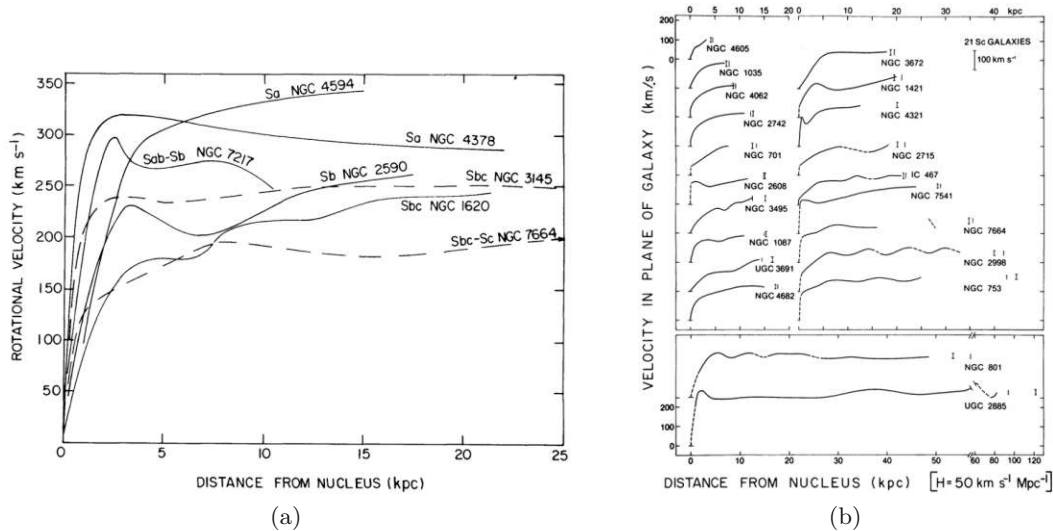 ROTATIONAL VELOCITY (km s⁻¹)
400
350
300
250
200
150
100
50
0
5
10
15
20
25
Sa NGC 4594
Sa NGC 4378
Sab-Sb NGC 7217
Sb NGC 2590
Sbc NGC 3145
Sbc NGC 1620
Sbc-Sc NGC 7664
DISTANCE FROM NUCLEUS (kpc)
(a)
VELOCITY IN PLANE OF GALAXY (km/s)
0 10 20 0 10 20 30 40 kpc
200
100
0
21 Sc GALAXIES
100 km s⁻¹
NGC 4605
NGC 1035
NGC 4062
NGC 2742
NGC 701
NGC 2608
NGC 3495
NGC 1087
UGC 3691
NGC 4682
NGC 3672
NGC 1421
NGC 4321
NGC 2715
IC 467
NGC 7541
NGC 7664
NGC 2998
NGC 753
NGC 801
UGC 2885
200
100
0
0 10 20 30 40 50 60 80 100 120
DISTANCE FROM NUCLEUS (kpc) [H = 50 km s⁻¹ Mpc⁻¹]
(b)